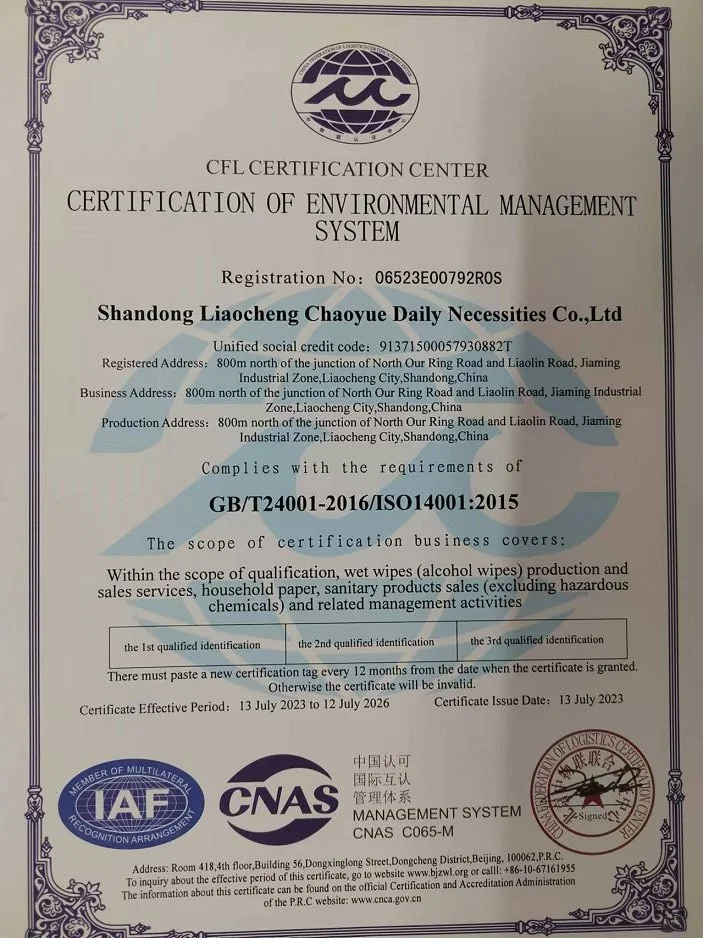 CFL CERTIFICATION CENTER
CERTIFICATION OF ENVIRONMENTAL MANAGEMENT
SYSTEM
Registration No: 06523E00792R0S
Shandong Liaocheng Chaoyue Daily Necessities Co.,Ltd
Unified social credit code: 91371500057930882T
Registered Address: 800m north of the junction of North Our Ring Road and Liaolin Road, Jiaming
Industrial Zone,Liaocheng City,Shandong,China
Business Address: 800m north of the junction of North Our Ring Road and Liaolin Road, Jiaming Industrial
Zone,Liaocheng City,Shandong,China
Production Address: 800m north of the junction of North Our Ring Road and Liaolin Road, Jiaming
Industrial Zone,Liaocheng City,Shandong,China
Complies with the requirements of
GB/T24001-2016/ISO14001:2015
The scope of certification business covers:
Within the scope of qualification, wet wipes (alcohol wipes) production and
sales services, household paper, sanitary products sales (excluding hazardous
chemicals) and related management activities
the 1st qualified identification the 2nd qualified identification the 3rd qualified identification
There must paste a new certification tag every 12 months from the date when the certificate is granted.
Otherwise the certificate will be invalid.
Certificate Effective Period: 13 July 2023 to 12 July 2026 Certificate Issue Date: 13 July 2023
MEMBER OF MULTILATERAL
IAF
RECOGNITION ARRANGEMENT
CNAS
中国认可
国际互认
管理体系
MANAGEMENT SYSTEM
CNAS C065-M
CHINA FEDERATION OF LOGISTICS CERTIFICATION CENTER
Signed
Address: Room 418,4th floor,Building 56,Dongxinglong Street,Dongcheng District,Beijing, 100062,P.R.C.
To inquiry about the effective period of this certificate, go to website www.bjzwl.org or calll: +86-10-67161955
The information about this certificate can be found on the official Certification and Accreditation Administration
of the P.R.C website: www.cnca.gov.cn